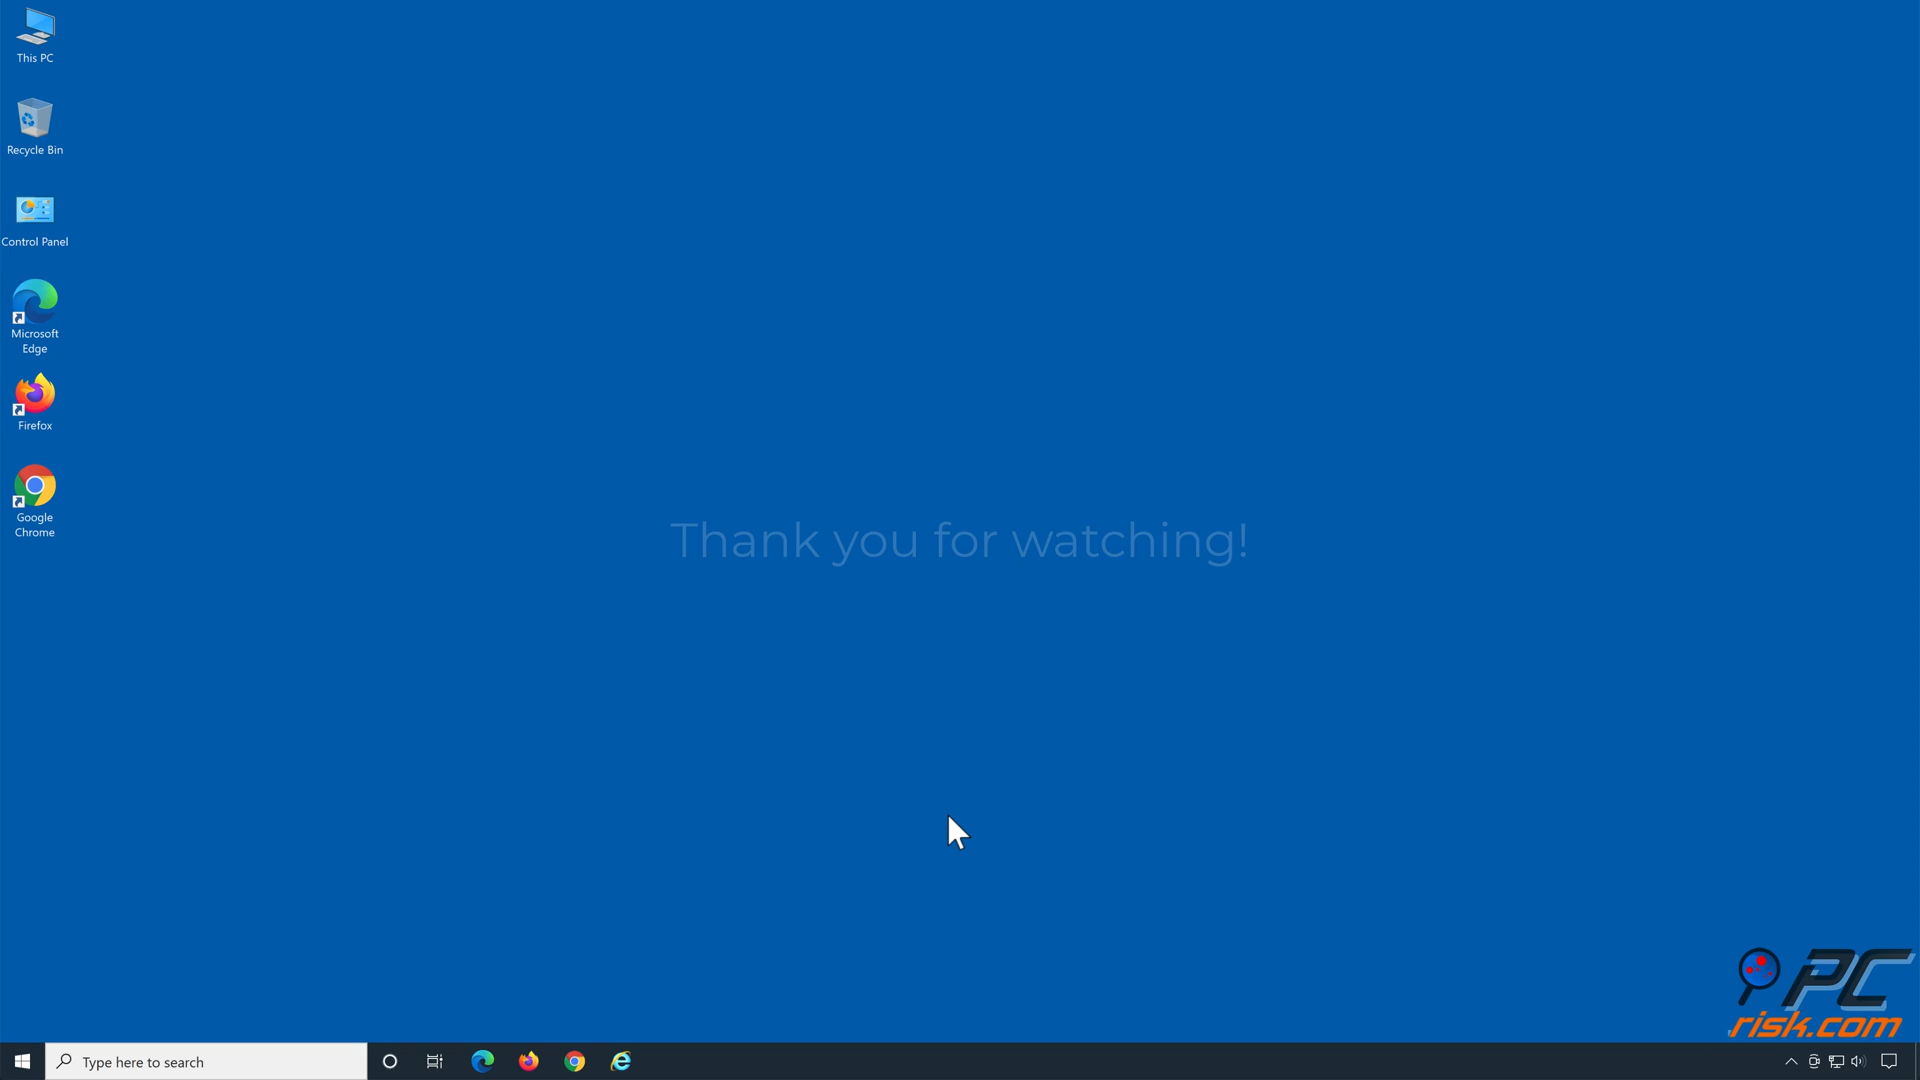 This PC
Recycle Bin
Control Panel
Microsoft
Edge
Firefox
Google
Chrome
Thank you for watching!
PC
risk.com
Type here to search